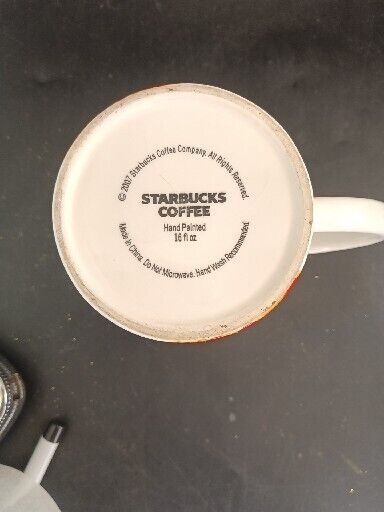 © 2007 Starbucks Coffee Company. All Rights Reserved.
STARBUCKS
COFFEE
Hand Painted
16 fl oz
Made in China. Do Not Microwave. Hand Wash Recommended.